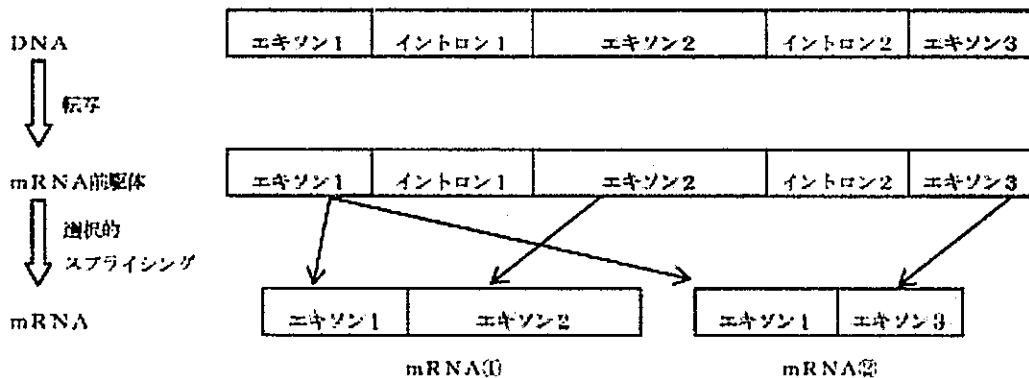 DNA エキソン1 イントロン1 エキソン2 イントロン2 エキソン3
転写
mRNA前駆体 エキソン1 イントロン1 エキソン2 イントロン2 エキソン3
選択的
スプライシング
mRNA エキソン1 エキソン2 エキソン1 エキソン3
mRNA① mRNA②